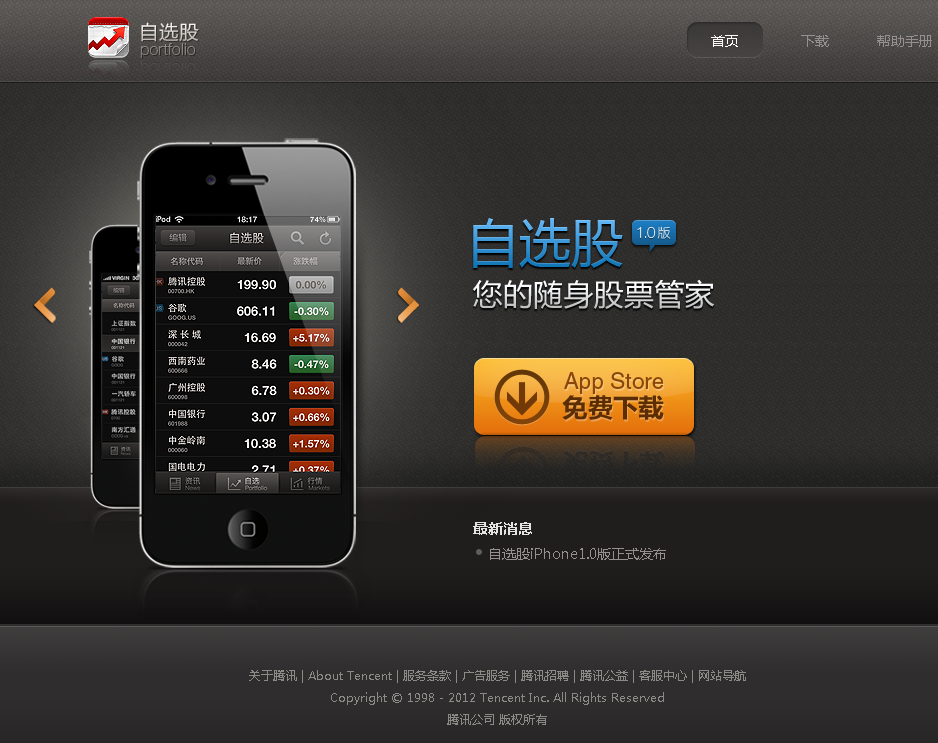 自选股
portfolio
首页
下载
帮助手册
iPod 18:17 74%
编辑 自选股
名称代码 最新价 涨跌幅
腾讯控股 199.90 0.00%
00700.HK
谷歌 606.11 -0.30%
GOOG.US
深长城 16.69 +5.17%
000042
西南药业 8.46 -0.47%
600666
广州控股 6.78 +0.30%
600098
中国银行 3.07 +0.66%
601988
中金岭南 10.38 +1.57%
000060
国电电力 2.71 +0.37%
资讯 自选 行情
News Portfolio Markets
VIRGIN 3G
编辑
名称代码
上证指数
中国银行
谷歌
中国银行
一汽轿车
腾讯控股
南方汇通
资讯
News
自选股 1.0版
您的随身股票管家
App Store
免费下载
最新消息
自选股iPhone1.0版正式发布
关于腾讯 | About Tencent | 服务条款 | 广告服务 | 腾讯招聘 | 腾讯公益 | 客服中心 | 网站导航
Copyright © 1998 - 2012 Tencent Inc. All Rights Reserved
腾讯公司 版权所有